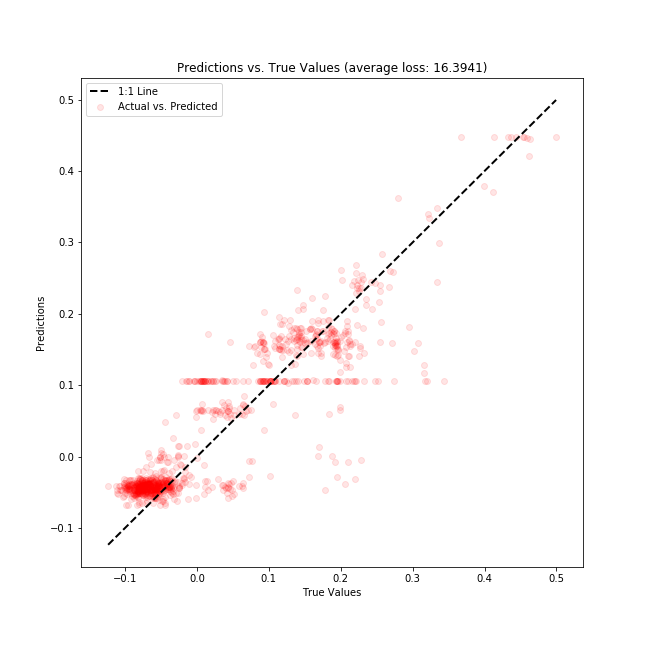 Predictions vs. True Values (average loss: 16.3941)
1:1 Line
Actual vs. Predicted
0.5
0.4
0.3
0.2
0.1
0.0
−0.1
Predictions
−0.1 0.0 0.1 0.2 0.3 0.4 0.5
True Values